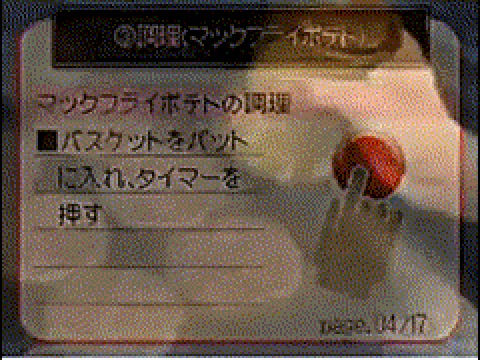 ②調理(マックフライポテト)
マックフライポテトの調理
■バスケットをバット
に入れ、タイマーを
押す
page.04/17